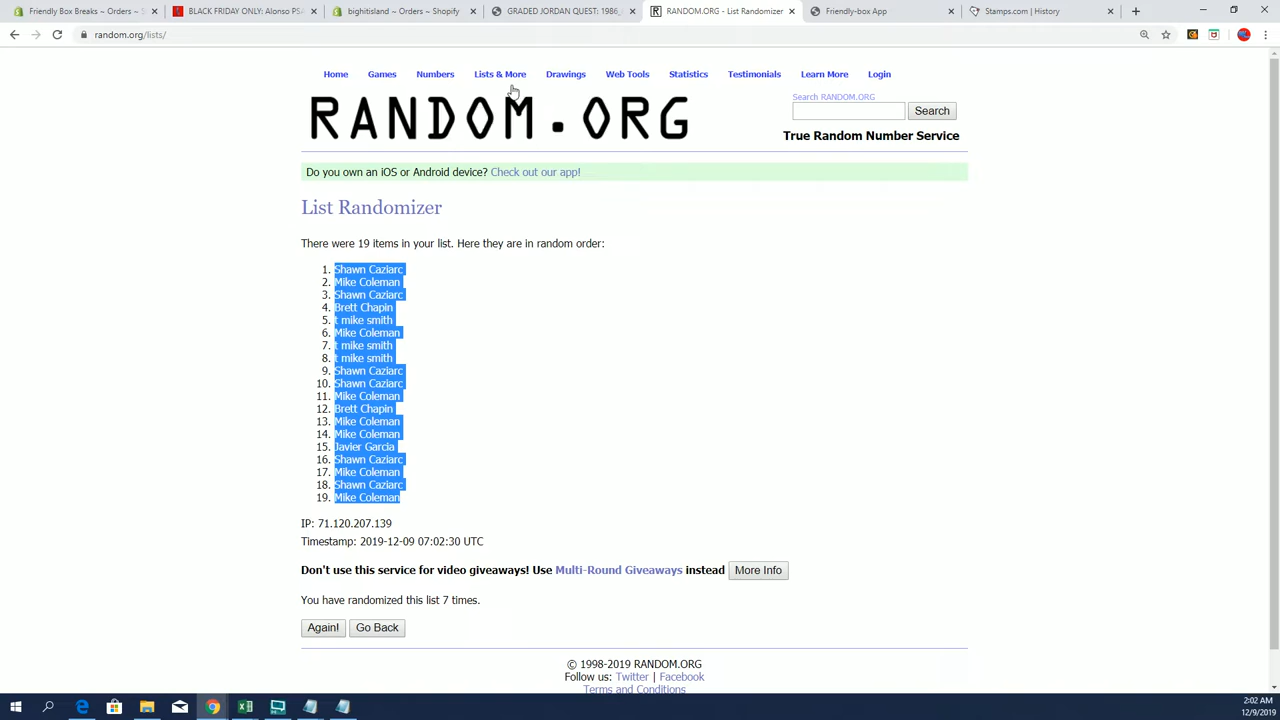 Friendly Box Breaks ~ Orders ~ S
BLACK FRIDAY ONLY: Alonso PS/
bighitisland ~ Orders ~ Shopify
GRADED JORDAN QUEST: 1986_
RANDOM.ORG - List Randomizer
Friendly-box App
Stamps.com | History
random.org/lists/
Home
Games
Numbers
Lists & More
Drawings
Web Tools
Statistics
Testimonials
Learn More
Login
RANDOM.ORG
Search RANDOM.ORG
Search
True Random Number Service
Do you own an iOS or Android device? Check out our app!
List Randomizer
There were 19 items in your list. Here they are in random order:
1. Shawn Caziarc
2. Mike Coleman
3. Shawn Caziarc
4. Brett Chapin
5. t mike smith
6. Mike Coleman
7. t mike smith
8. t mike smith
9. Shawn Caziarc
10. Shawn Caziarc
11. Mike Coleman
12. Brett Chapin
13. Mike Coleman
14. Mike Coleman
15. Javier Garcia
16. Shawn Caziarc
17. Mike Coleman
18. Shawn Caziarc
19. Mike Coleman
IP: 71.120.207.139
Timestamp: 2019-12-09 07:02:30 UTC
Don't use this service for video giveaways! Use Multi-Round Giveaways instead
More Info
You have randomized this list 7 times.
Again!
Go Back
© 1998-2019 RANDOM.ORG
Follow us: Twitter | Facebook
Terms and Conditions
2:02 AM
12/9/2019